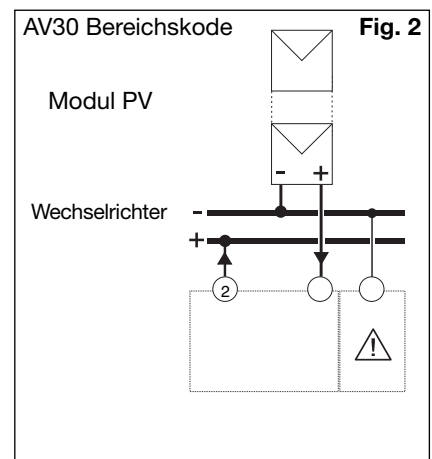 AV30 Bereichskode Fig. 2
Modul PV
- +
Wechselrichter -
+
2
!